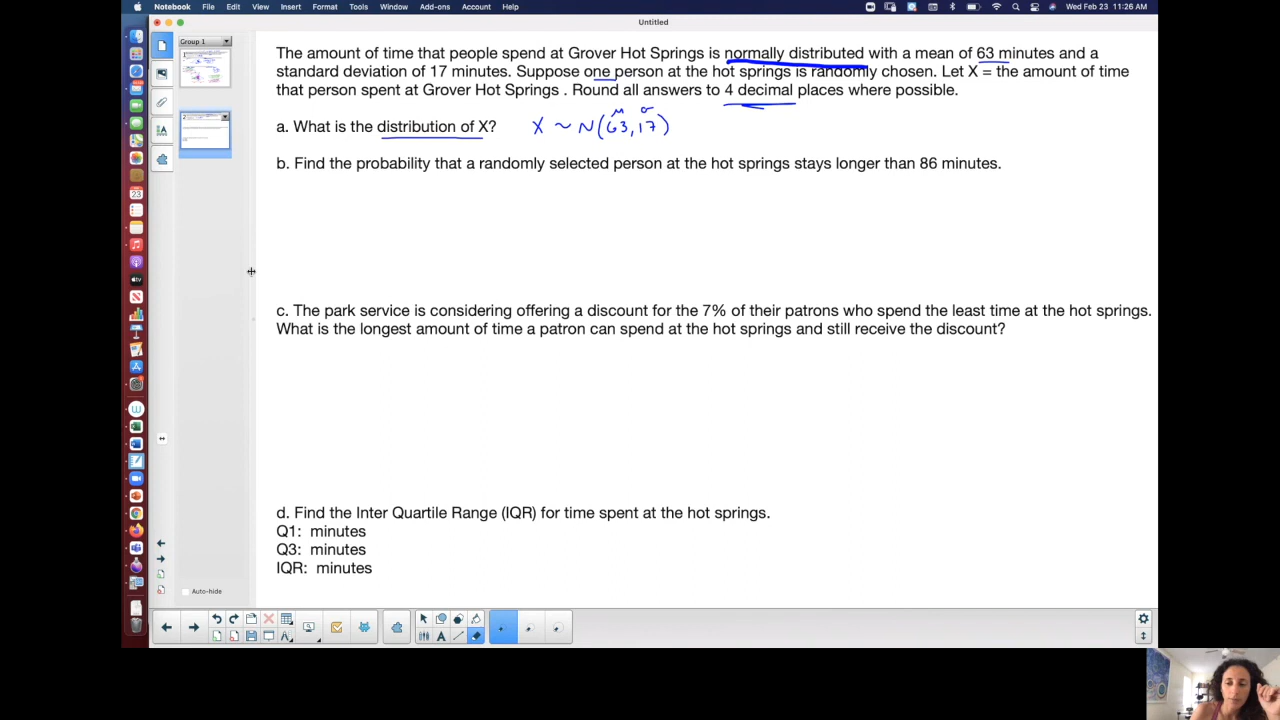 Notebook File Edit View Insert Format Tools Window Add-ons Account Help Wed Feb 23 11:26 AM
Untitled
Group 1
The amount of time that people spend at Grover Hot Springs is normally distributed with a mean of 63 minutes and a
standard deviation of 17 minutes. Suppose one person at the hot springs is randomly chosen. Let X = the amount of time
that person spent at Grover Hot Springs . Round all answers to 4 decimal places where possible.
μ σ
a. What is the distribution of X? X ~ N(63,17)
b. Find the probability that a randomly selected person at the hot springs stays longer than 86 minutes.
c. The park service is considering offering a discount for the 7% of their patrons who spend the least time at the hot springs.
What is the longest amount of time a patron can spend at the hot springs and still receive the discount?
d. Find the Inter Quartile Range (IQR) for time spent at the hot springs.
Q1: minutes
Q3: minutes
IQR: minutes
Auto-hide